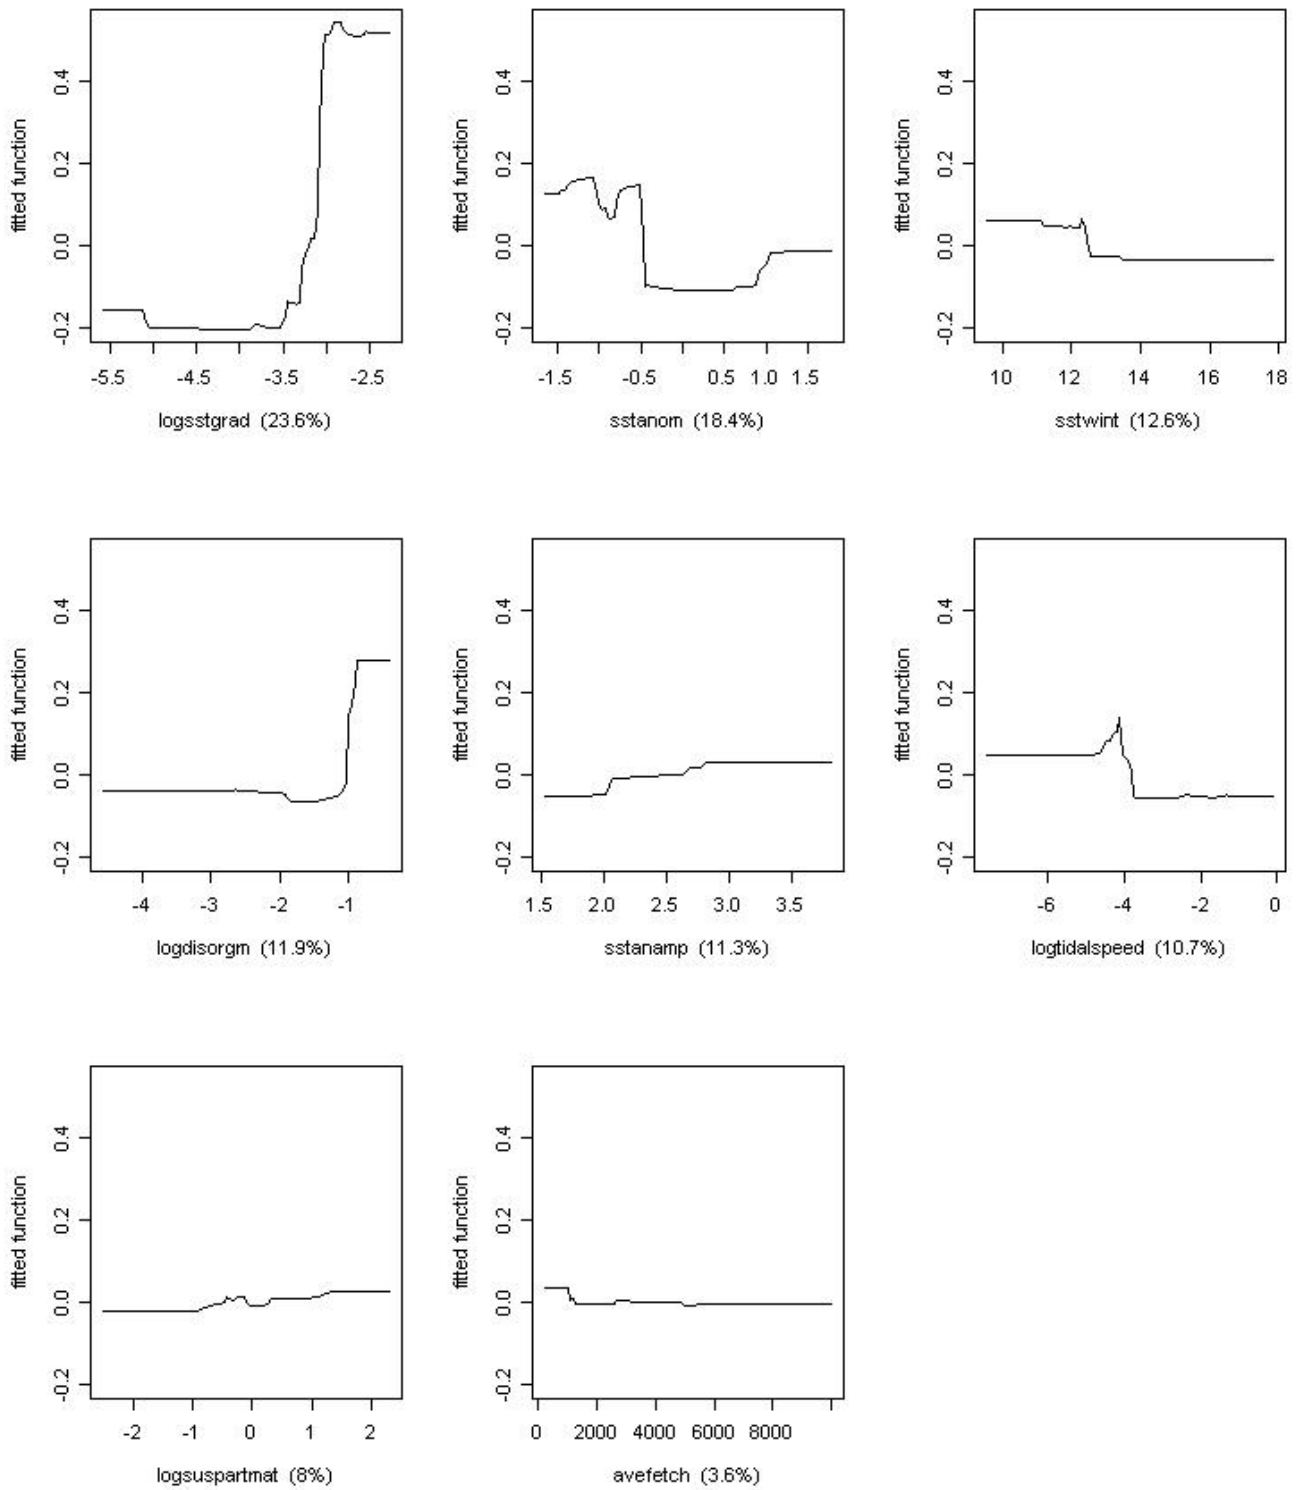 fitted function
0.4
0.2
0.0
-0.2
-5.5 -4.5 -3.5 -2.5
logsstgrad (23.6%)
fitted function
0.4
0.2
0.0
-0.2
-1.5 -0.5 0.5 1.0 1.5
sstanom (18.4%)
fitted function
0.4
0.2
0.0
-0.2
10 12 14 16 18
sstwint (12.6%)
fitted function
0.4
0.2
0.0
-0.2
-4 -3 -2 -1
logdisorgm (11.9%)
fitted function
0.4
0.2
0.0
-0.2
1.5 2.0 2.5 3.0 3.5
sstanamp (11.3%)
fitted function
0.4
0.2
0.0
-0.2
-6 -4 -2 0
logtidalspeed (10.7%)
fitted function
0.4
0.2
0.0
-0.2
-2 -1 0 1 2
logsuspartmat (8%)
fitted function
0.4
0.2
0.0
-0.2
0 2000 4000 6000 8000
avefetch (3.6%)